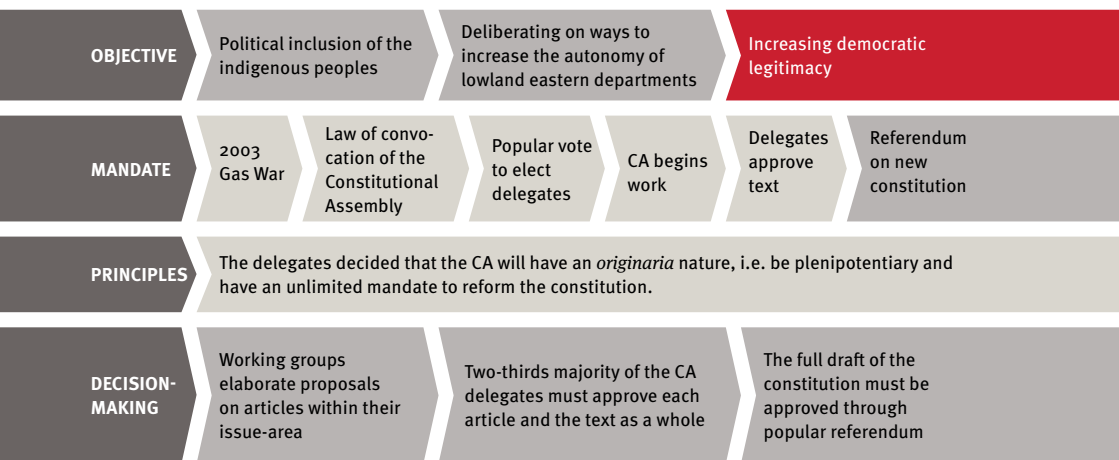 OBJECTIVE
Political inclusion of the
indigenous peoples
Deliberating on ways to
increase the autonomy of
lowland eastern departments
Increasing democratic
legitimacy
MANDATE
2003
Gas War
Law of convo-
cation of the
Constitutional
Assembly
Popular vote
to elect
delegates
CA begins
work
Delegates
approve
text
Referendum
on new
constitution
PRINCIPLES
The delegates decided that the CA will have an originaria nature, i.e. be plenipotentiary and
have an unlimited mandate to reform the constitution.
DECISION-
MAKING
Working groups
elaborate proposals
on articles within their
issue-area
Two-thirds majority of the CA
delegates must approve each
article and the text as a whole
The full draft of the
constitution must be
approved through
popular referendum